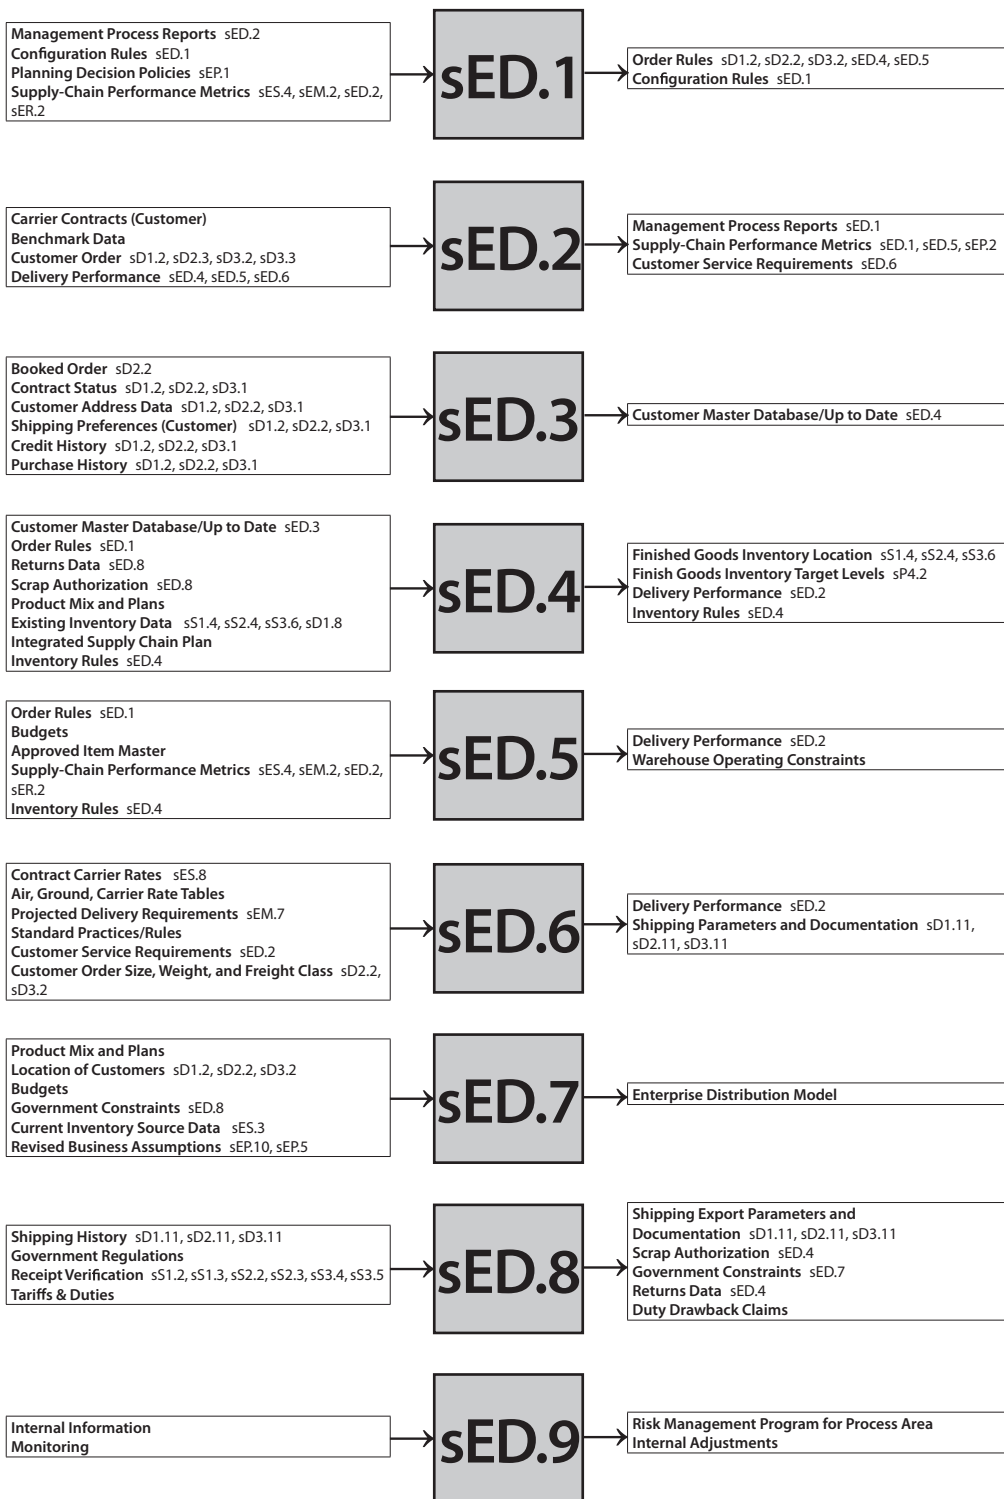 Management Process Reports sED.2
Configuration Rules sED.1
Planning Decision Policies sEP.1
Supply-Chain Performance Metrics sES.4, sEM.2, sED.2,
sER.2
sED.1
Order Rules sD1.2, sD2.2, sD3.2, sED.4, sED.5
Configuration Rules sED.1
Carrier Contracts (Customer)
Benchmark Data
Customer Order sD1.2, sD2.3, sD3.2, sD3.3
Delivery Performance sED.4, sED.5, sED.6
sED.2
Management Process Reports sED.1
Supply-Chain Performance Metrics sED.1, sED.5, sEP.2
Customer Service Requirements sED.6
Booked Order sD2.2
Contract Status sD1.2, sD2.2, sD3.1
Customer Address Data sD1.2, sD2.2, sD3.1
Shipping Preferences (Customer) sD1.2, sD2.2, sD3.1
Credit History sD1.2, sD2.2, sD3.1
Purchase History sD1.2, sD2.2, sD3.1
sED.3
Customer Master Database/Up to Date sED.4
Customer Master Database/Up to Date sED.3
Order Rules sED.1
Returns Data sED.8
Scrap Authorization sED.8
Product Mix and Plans
Existing Inventory Data sS1.4, sS2.4, sS3.6, sD1.8
Integrated Supply Chain Plan
Inventory Rules sED.4
sED.4
Finished Goods Inventory Location sS1.4, sS2.4, sS3.6
Finish Goods Inventory Target Levels sP4.2
Delivery Performance sED.2
Inventory Rules sED.4
Order Rules sED.1
Budgets
Approved Item Master
Supply-Chain Performance Metrics sES.4, sEM.2, sED.2,
sER.2
Inventory Rules sED.4
sED.5
Delivery Performance sED.2
Warehouse Operating Constraints
Contract Carrier Rates sES.8
Air, Ground, Carrier Rate Tables
Projected Delivery Requirements sEM.7
Standard Practices/Rules
Customer Service Requirements sED.2
Customer Order Size, Weight, and Freight Class sD2.2,
sD3.2
sED.6
Delivery Performance sED.2
Shipping Parameters and Documentation sD1.11,
sD2.11, sD3.11
Product Mix and Plans
Location of Customers sD1.2, sD2.2, sD3.2
Budgets
Government Constraints sED.8
Current Inventory Source Data sES.3
Revised Business Assumptions sEP.10, sEP.5
sED.7
Enterprise Distribution Model
Shipping History sD1.11, sD2.11, sD3.11
Government Regulations
Receipt Verification sS1.2, sS1.3, sS2.2, sS2.3, sS3.4, sS3.5
Tariffs & Duties
sED.8
Shipping Export Parameters and
Documentation sD1.11, sD2.11, sD3.11
Scrap Authorization sED.4
Government Constraints sED.7
Returns Data sED.4
Duty Drawback Claims
Internal Information
Monitoring
sED.9
Risk Management Program for Process Area
Internal Adjustments